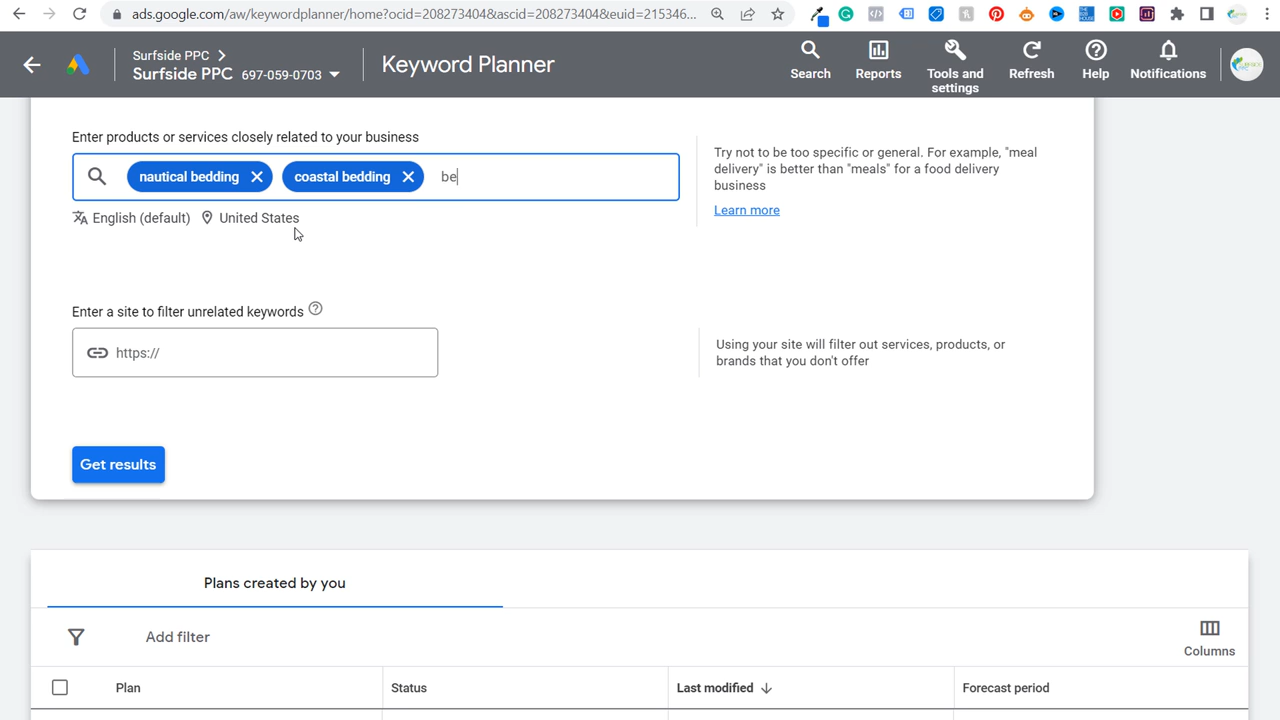 ads.google.com/aw/keywordplanner/home?ocid=208273404&ascid=208273404&euid=215346...
Surfside PPC
Surfside PPC 697-059-0703
Keyword Planner
Search
Reports
Tools and settings
Refresh
Help
Notifications
Enter products or services closely related to your business
nautical bedding
coastal bedding
be
English (default)
United States
Try not to be too specific or general. For example, "meal
delivery" is better than "meals" for a food delivery
business
Learn more
Enter a site to filter unrelated keywords
https://
Using your site will filter out services, products, or
brands that you don't offer
Get results
Plans created by you
Add filter
Columns
Plan
Status
Last modified
Forecast period